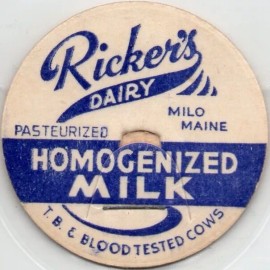 Ricker's
DAIRY
MILO
MAINE
PASTEURIZED
HOMOGENIZED
MILK
T. B. & BLOOD TESTED COWS